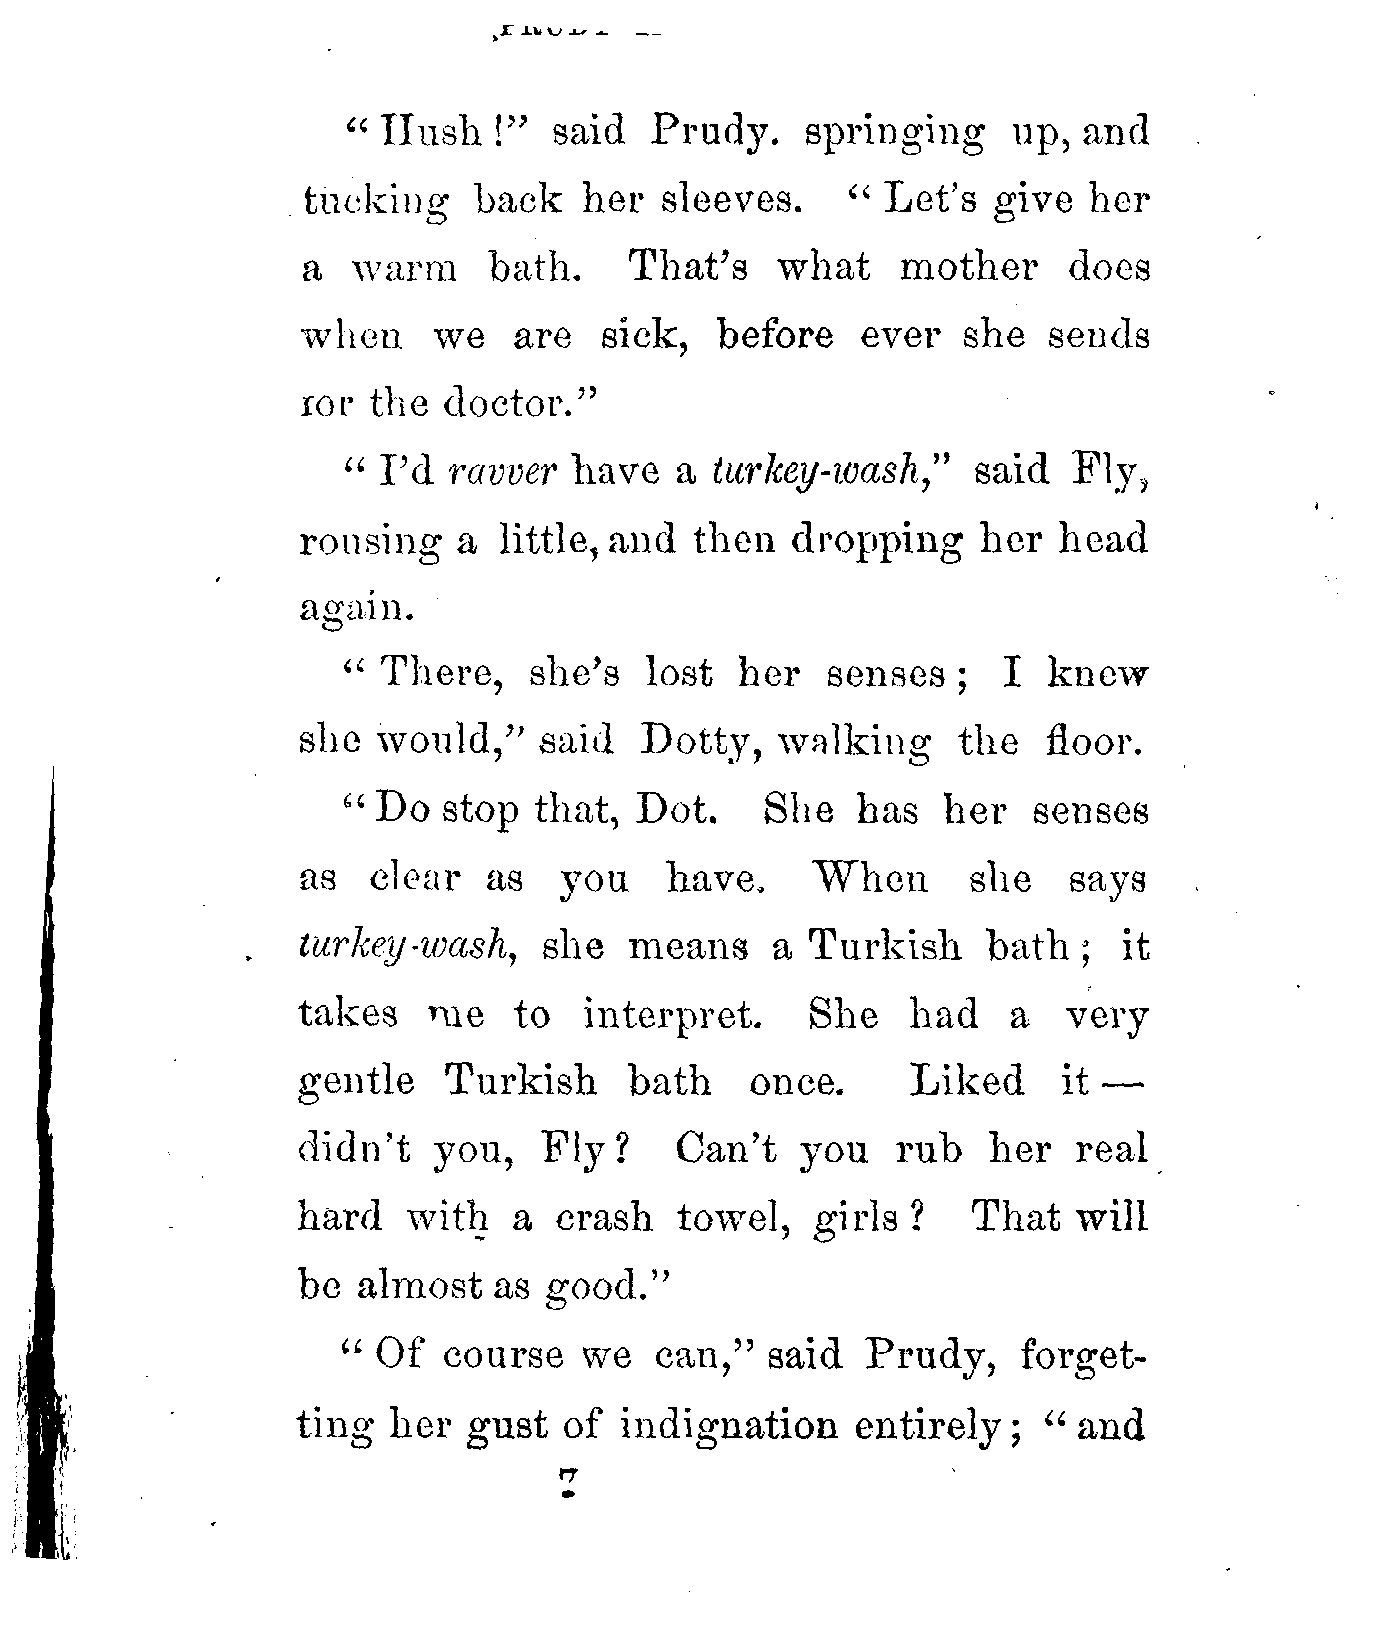 “ Hush !” said Prudy. springing up, and
tucking back her sleeves. “ Let’s give her
a warm bath. That’s what mother does
when we are sick, before ever she sends
for the doctor.”
“ I’d ravver have a turkey-wash,” said Fly,
rousing a little, and then dropping her head
again.
“ There, she’s lost her senses ; I knew
she would,” said Dotty, walking the floor.
“ Do stop that, Dot. She has her senses
as clear as you have. When she says
turkey-wash, she means a Turkish bath ; it
takes me to interpret. She had a very
gentle Turkish bath once. Liked it —
didn’t you, Fly ? Can’t you rub her real
hard with a crash towel, girls ? That will
be almost as good.”
“ Of course we can,” said Prudy, forget-
ting her gust of indignation entirely ; “ and
7